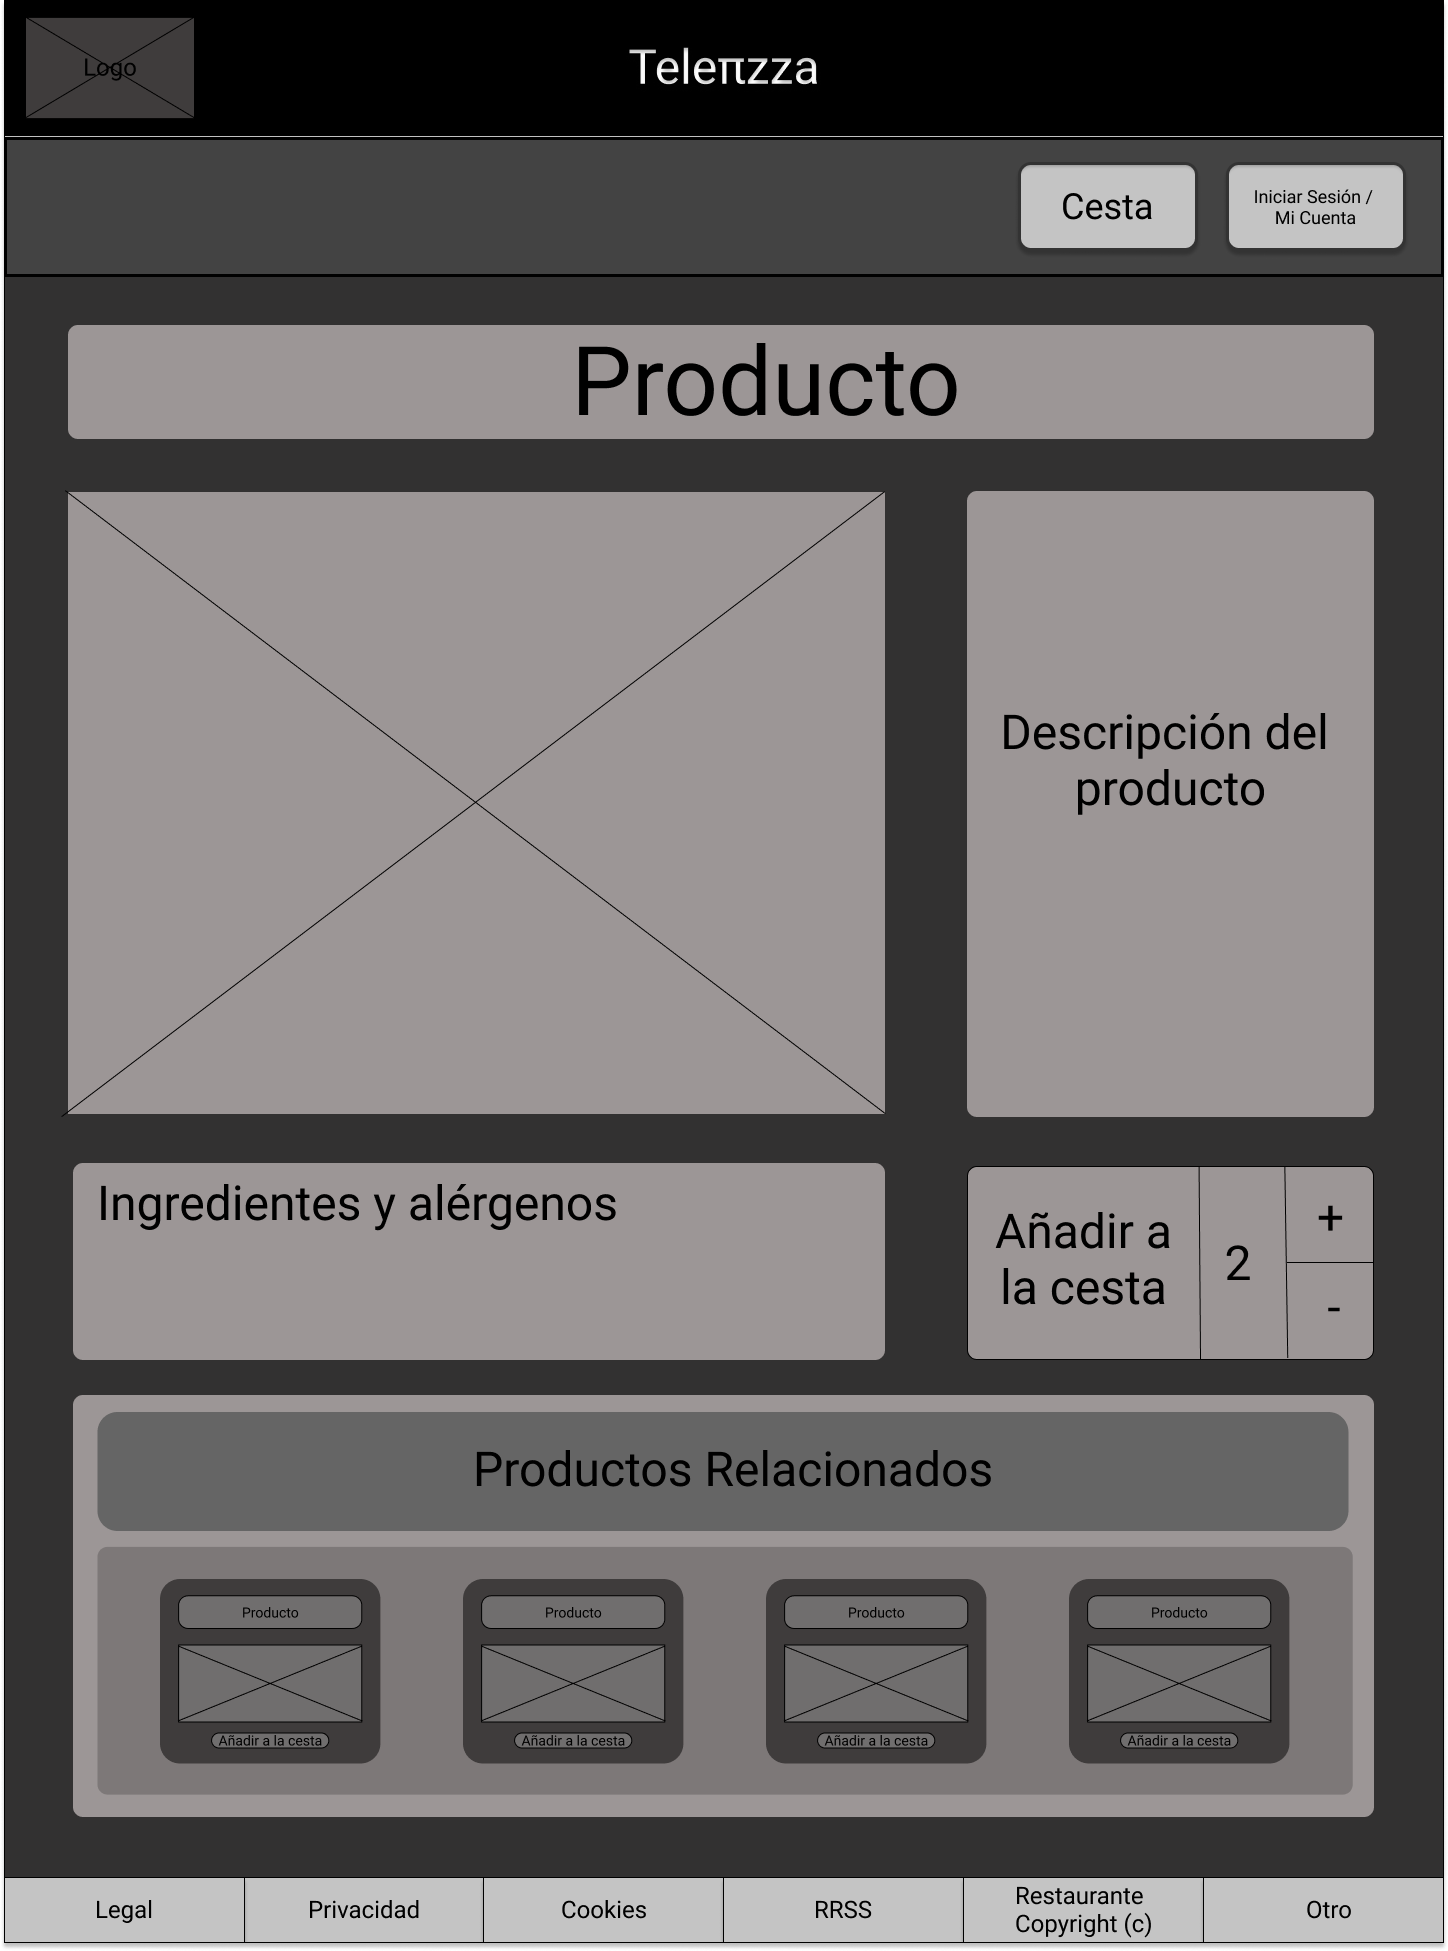 Logo
Teleπzza
Cesta
Iniciar Sesión /
Mi Cuenta
Producto
Descripción del
producto
Ingredientes y alérgenos
Añadir a
la cesta
2
+
-
Productos Relacionados
Producto
Añadir a la cesta
Producto
Añadir a la cesta
Producto
Añadir a la cesta
Producto
Añadir a la cesta
Legal
Privacidad
Cookies
RRSS
Restaurante
Copyright (c)
Otro